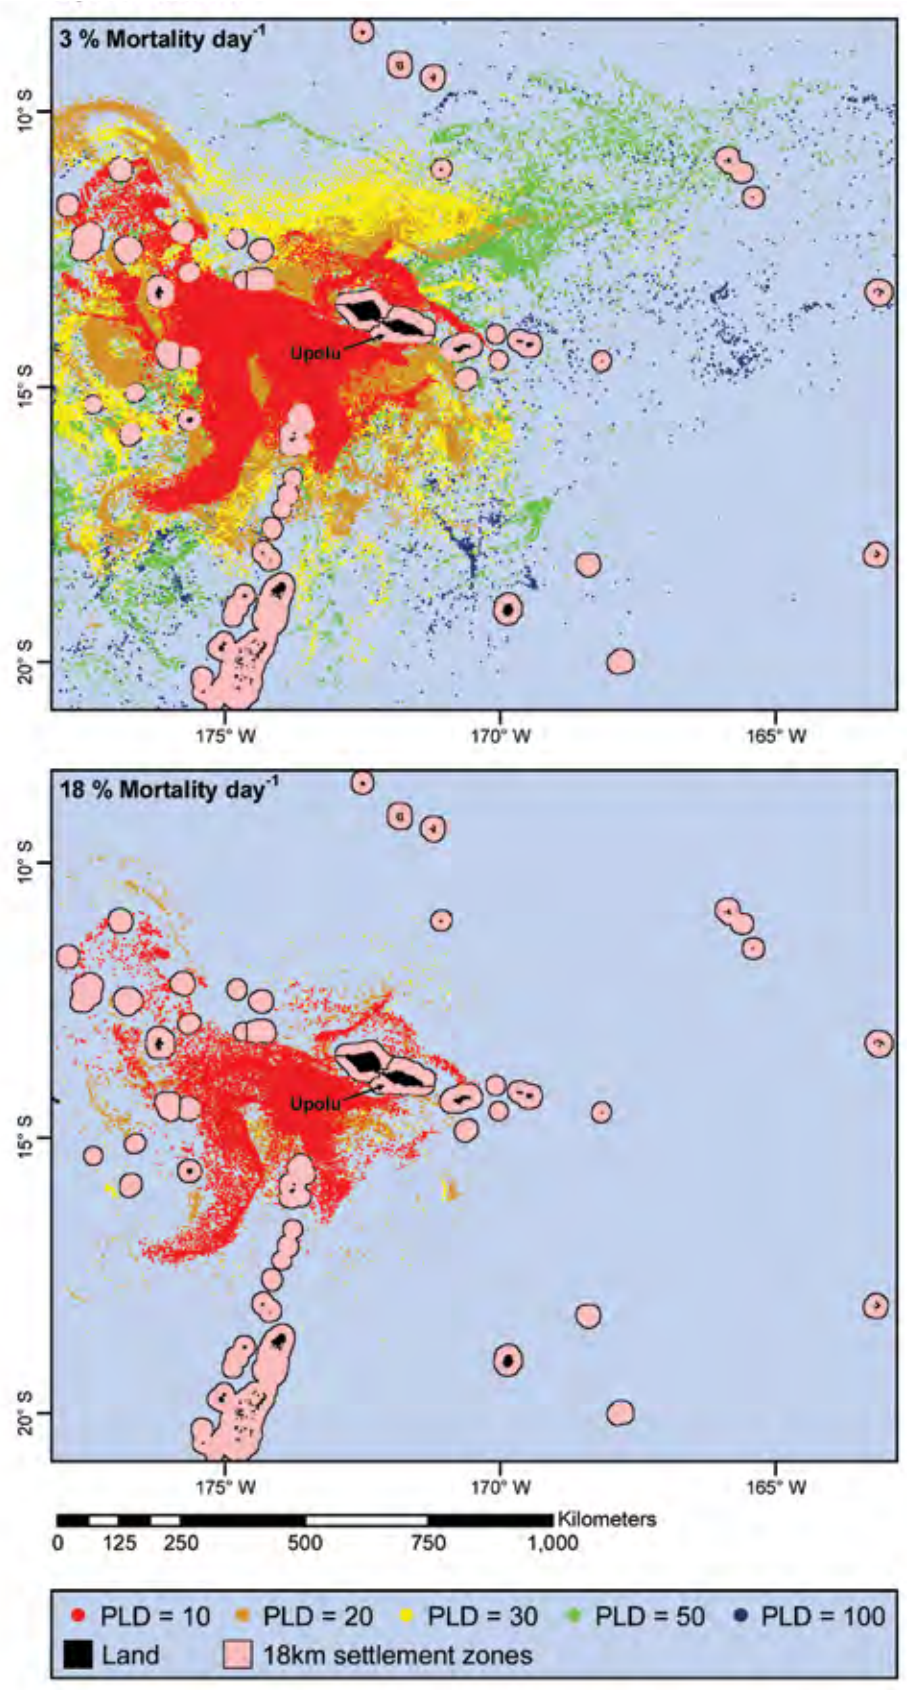 3 % Mortality day-1
10° S
15° S
20° S
Upolu
175° W 170° W 165° W
18 % Mortality day-1
10° S
15° S
20° S
Upolu
175° W 170° W 165° W
Kilometers
0 125 250 500 750 1,000
PLD = 10 PLD = 20 PLD = 30 PLD = 50 PLD = 100
Land 18km settlement zones